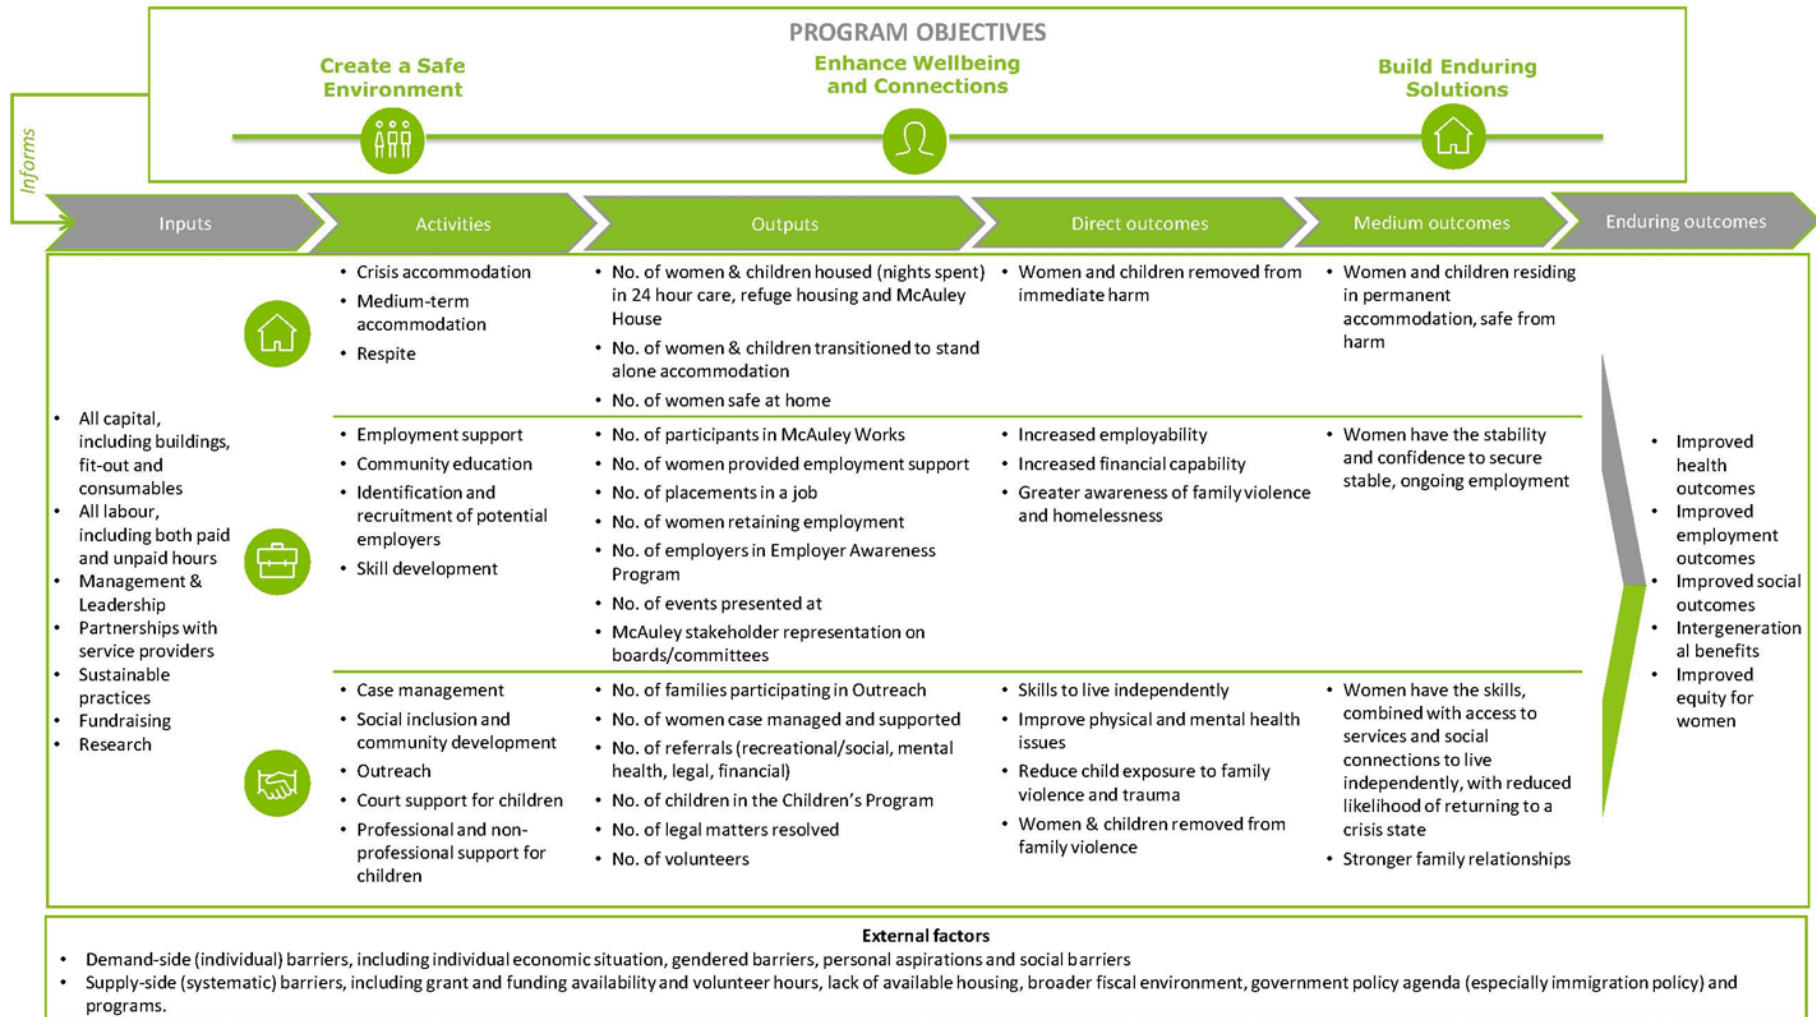 PROGRAM OBJECTIVES
Create a Safe
Environment
Enhance Wellbeing
and Connections
Build Enduring
Solutions
Informs
Inputs
Activities
Outputs
Direct outcomes
Medium outcomes
Enduring outcomes
• All capital,
including buildings,
fit-out and
consumables
• All labour,
including both paid
and unpaid hours
• Management &
Leadership
• Partnerships with
service providers
• Sustainable
practices
• Fundraising
• Research
• Crisis accommodation
• Medium-term
accommodation
• Respite
• No. of women & children housed (nights spent)
in 24 hour care, refuge housing and McAuley
House
• No. of women & children transitioned to stand
alone accommodation
• No. of women safe at home
• Women and children removed from
immediate harm
• Women and children residing
in permanent
accommodation, safe from
harm
• Employment support
• Community education
• Identification and
recruitment of potential
employers
• Skill development
• No. of participants in McAuley Works
• No. of women provided employment support
• No. of placements in a job
• No. of women retaining employment
• No. of employers in Employer Awareness
Program
• No. of events presented at
• McAuley stakeholder representation on
boards/committees
• Increased employability
• Increased financial capability
• Greater awareness of family violence
and homelessness
• Women have the stability
and confidence to secure
stable, ongoing employment
• Case management
• Social inclusion and
community development
• Outreach
• Court support for children
• Professional and non-
professional support for
children
• No. of families participating in Outreach
• No. of women case managed and supported
• No. of referrals (recreational/social, mental
health, legal, financial)
• No. of children in the Children's Program
• No. of legal matters resolved
• No. of volunteers
• Skills to live independently
• Improve physical and mental health
issues
• Reduce child exposure to family
violence and trauma
• Women & children removed from
family violence
• Women have the skills,
combined with access to
services and social
connections to live
independently, with reduced
likelihood of returning to a
crisis state
• Stronger family relationships
• Improved
health
outcomes
• Improved
employment
outcomes
• Improved social
outcomes
• Intergeneration
al benefits
• Improved
equity for
women
External factors
• Demand-side (individual) barriers, including individual economic situation, gendered barriers, personal aspirations and social barriers
• Supply-side (systematic) barriers, including grant and funding availability and volunteer hours, lack of available housing, broader fiscal environment, government policy agenda (especially immigration policy) and
programs.